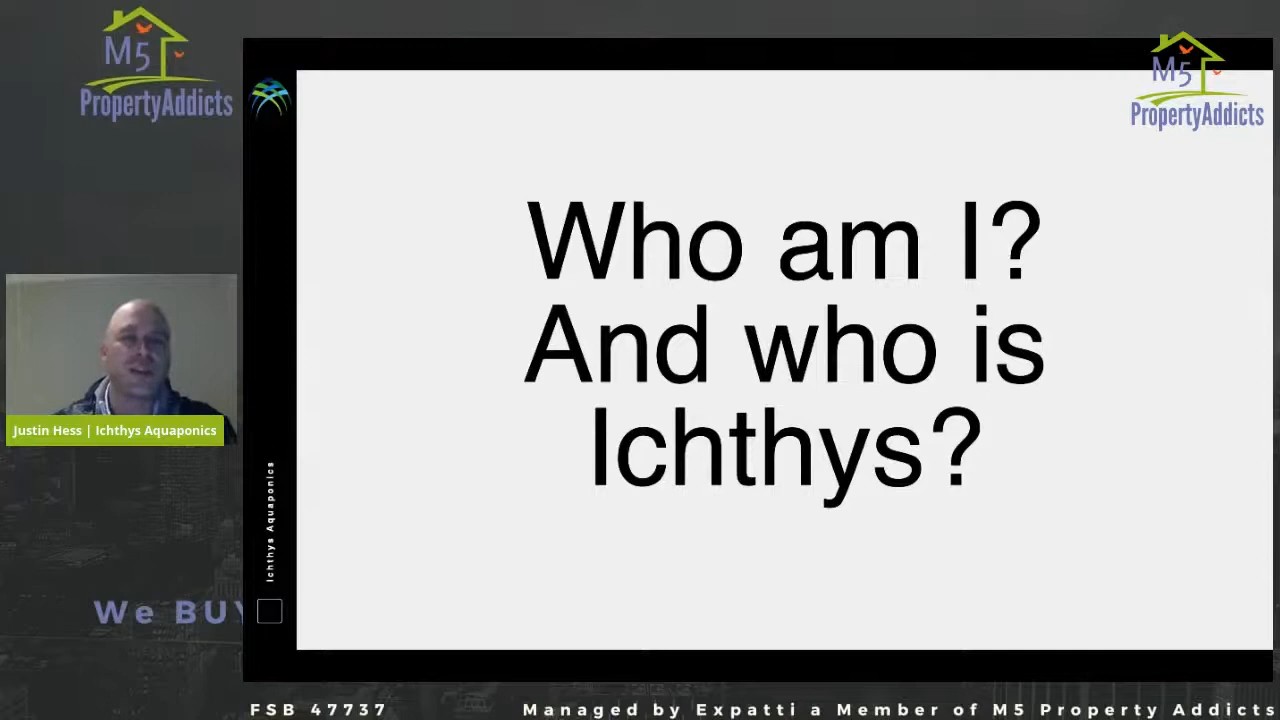 M5
PropertyAddicts
M5
PropertyAddicts
Who am I?
And who is
Ichthys?
Justin Hess | Ichthys Aquaponics
Ichthys Aquaponics
We BUY
FSB 47737
Managed by Expatti a Member of M5 Property Addicts